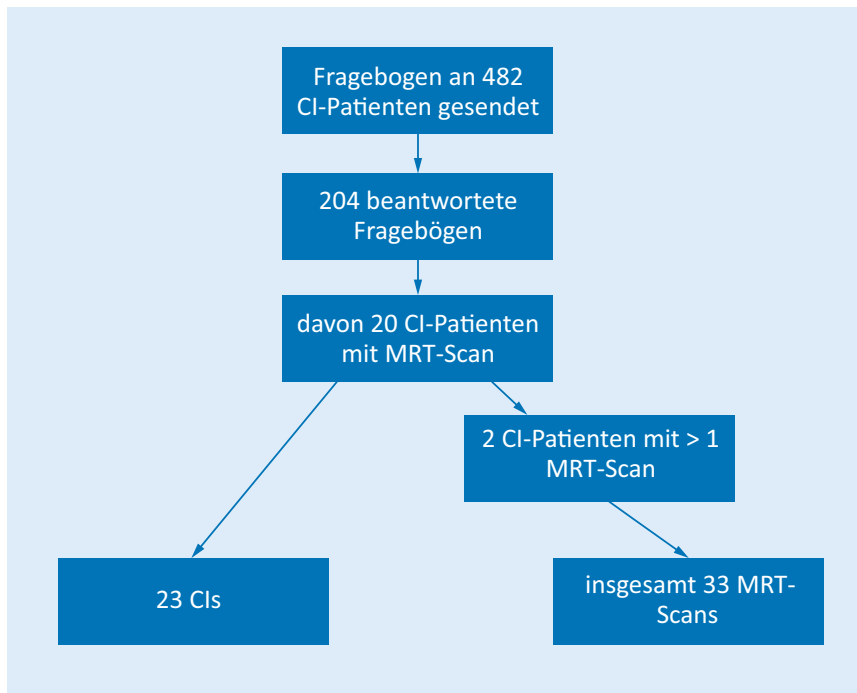 Fragebogen an 482
CI-Patienten gesendet
204 beantwortete
Fragebögen
davon 20 CI-Patienten
mit MRT-Scan
2 CI-Patienten mit > 1
MRT-Scan
23 CIs
insgesamt 33 MRT-
Scans